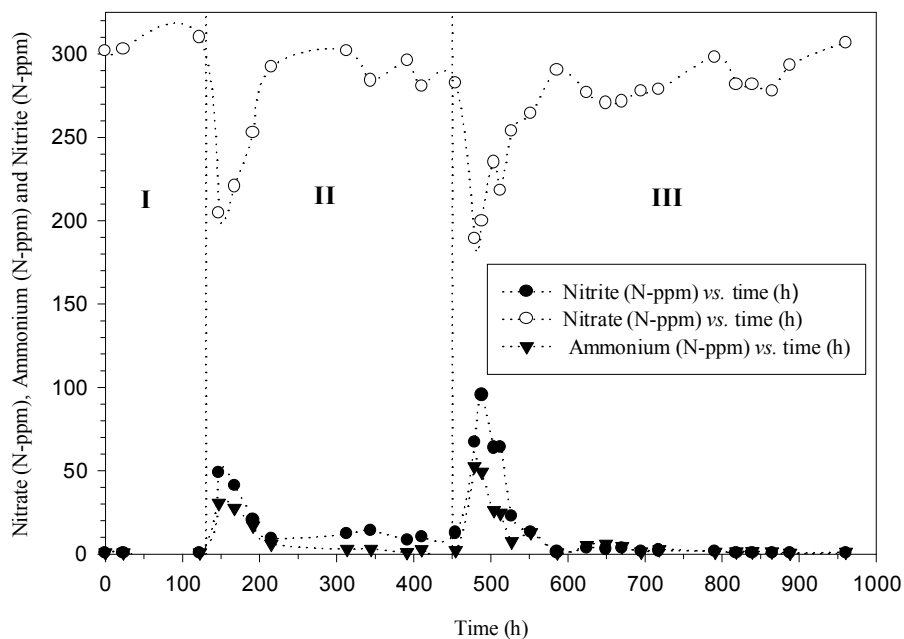 Nitrate (N-ppm), Ammonium (N-ppm) and Nitrite (N-ppm)
300
250
200
150
100
50
0
I
II
III
Nitrite (N-ppm) vs. time (h)
Nitrate (N-ppm) vs. time (h)
Ammonium (N-ppm) vs. time (h)
0 100 200 300 400 500 600 700 800 900 1000
Time (h)